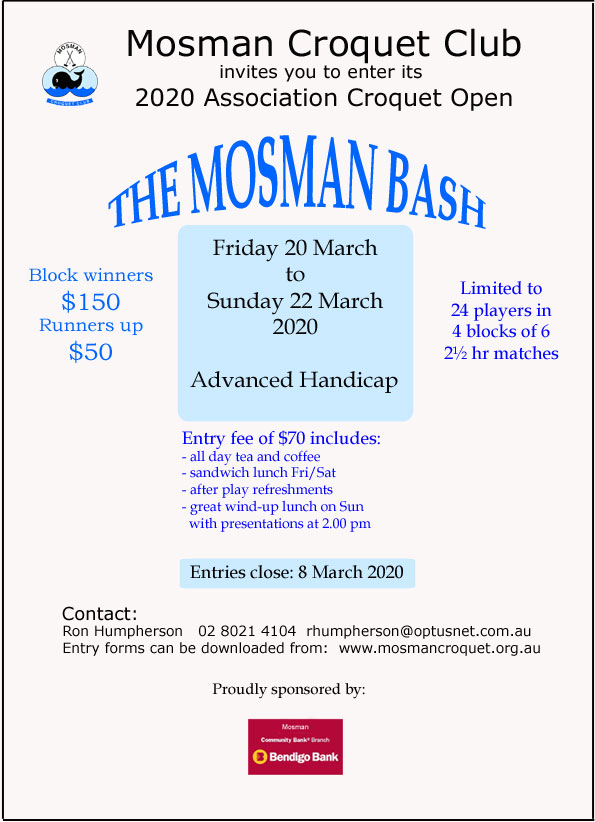 MOSMAN
CROQUET CLUB
Mosman Croquet Club
invites you to enter its
2020 Association Croquet Open
THE MOSMAN BASH
Friday 20 March
to
Sunday 22 March
2020
Advanced Handicap
Block winners
$150
Runners up
$50
Limited to
24 players in
4 blocks of 6
2½ hr matches
Entry fee of $70 includes:
- all day tea and coffee
- sandwich lunch Fri/Sat
- after play refreshments
- great wind-up lunch on Sun
with presentations at 2.00 pm
Entries close: 8 March 2020
Contact:
Ron Humpherson 02 8021 4104 rhumpherson@optusnet.com.au
Entry forms can be downloaded from: www.mosmancroquet.org.au
Proudly sponsored by:
Mosman
Community Bank® Branch
Bendigo Bank